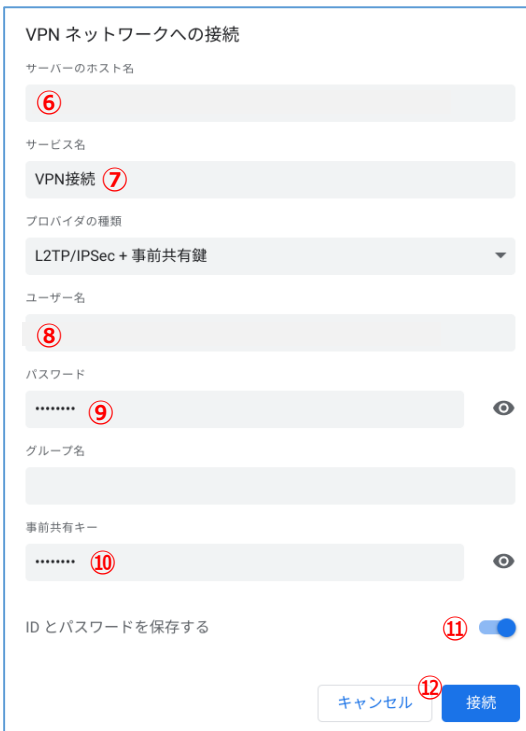 VPN ネットワークへの接続
サーバーのホスト名
⑥
サービス名
VPN接続 ⑦
プロバイダの種類
L2TP/IPSec + 事前共有鍵
ユーザー名
⑧
パスワード
•••••••• ⑨
グループ名
事前共有キー
•••••••• ⑩
ID とパスワードを保存する ⑪
キャンセル ⑫ 接続